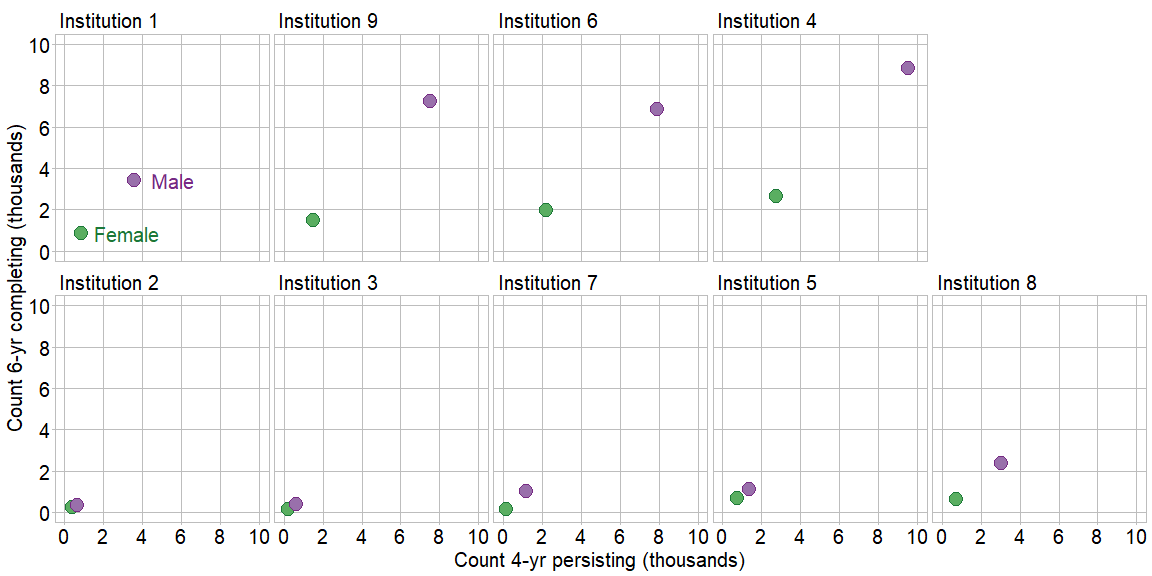 Institution 1
Institution 9
Institution 6
Institution 4
10
8
6
4
2
0
Male
Female
Count 6-yr completing (thousands)
Institution 2
Institution 3
Institution 7
Institution 5
Institution 8
10
8
6
4
2
0
0 2 4 6 8 10 0 2 4 6 8 10 0 2 4 6 8 10 0 2 4 6 8 10 0 2 4 6 8 10
Count 4-yr persisting (thousands)